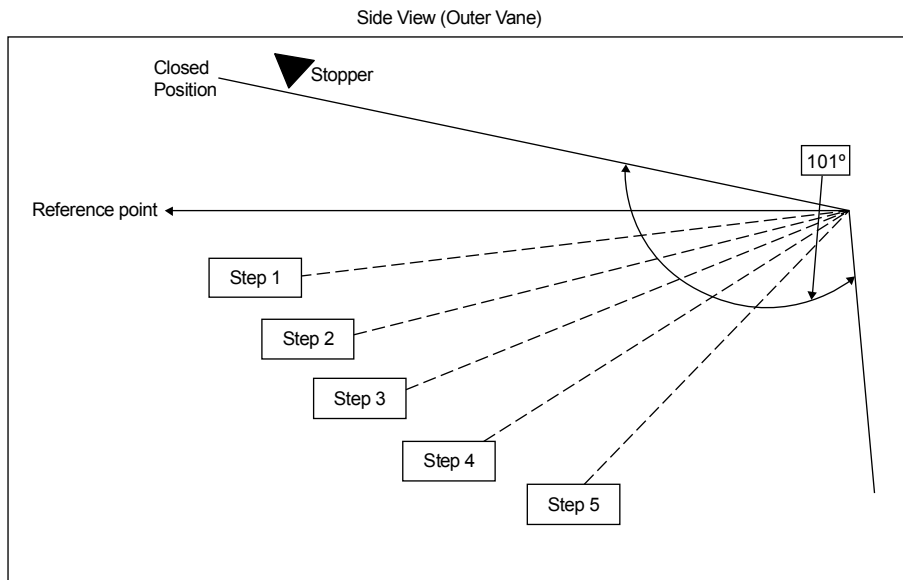 Side View (Outer Vane)
Closed
Position
Stopper
101º
Reference point
Step 1
Step 2
Step 3
Step 4
Step 5